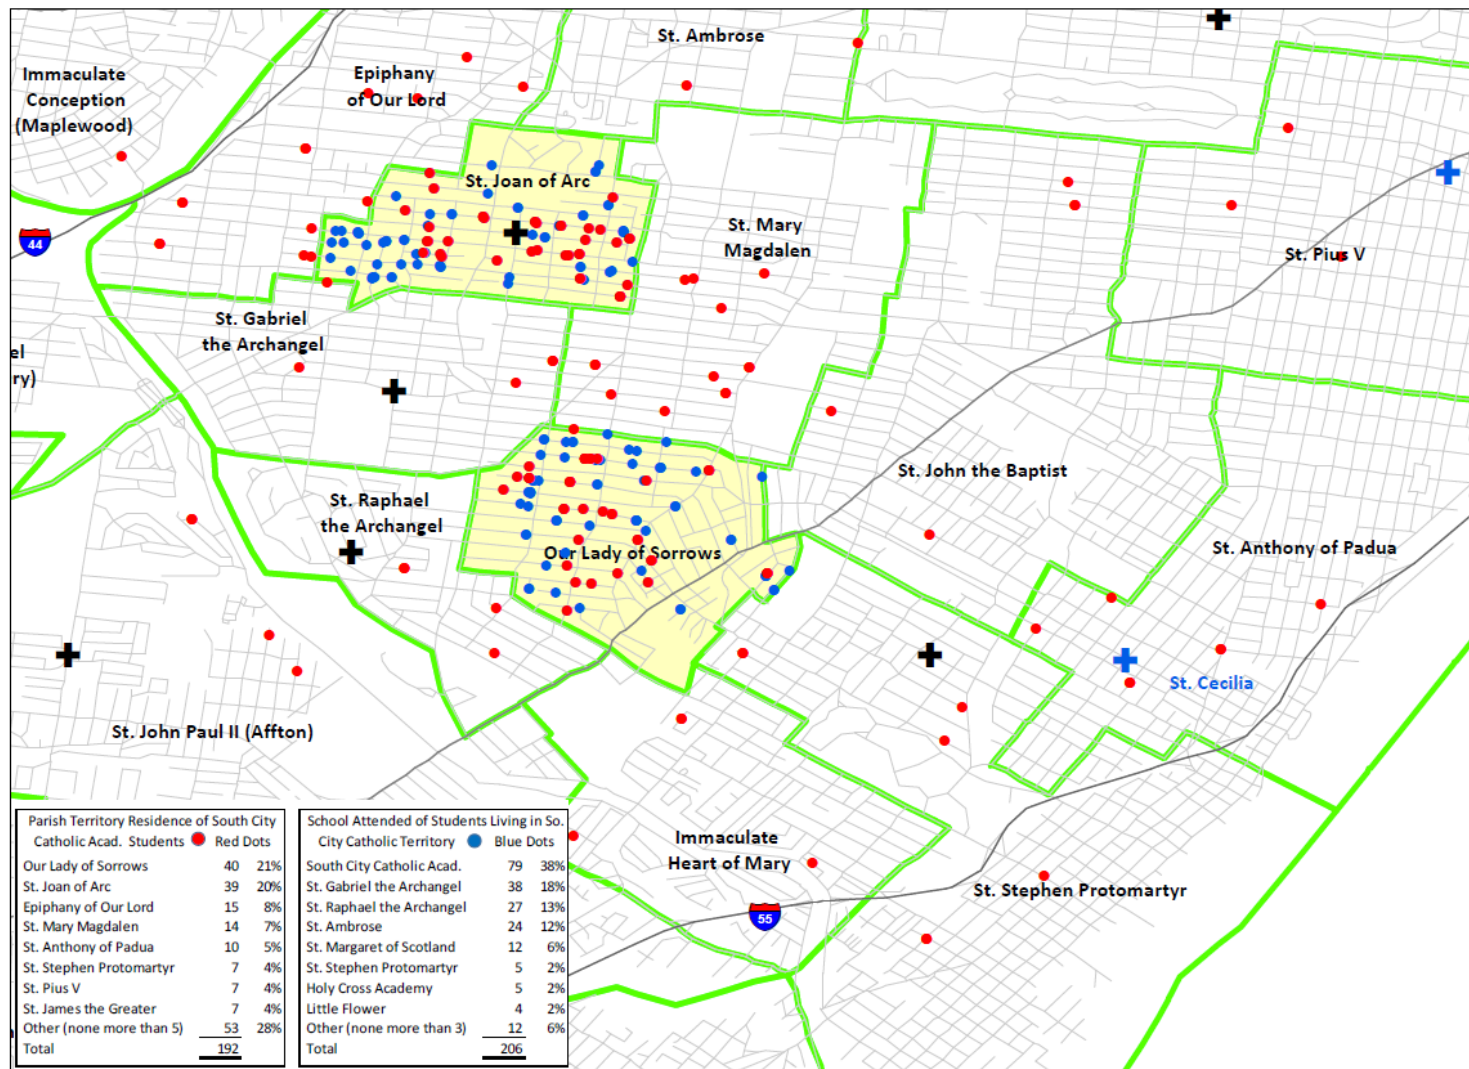 St. Ambrose
Immaculate
Conception
(Maplewood)
Epiphany
of Our Lord
St. Joan of Arc
St. Mary
Magdalen
44
St. Pius V
St. Gabriel
the Archangel
el
ry)
St. John the Baptist
St. Raphael
the Archangel
Our Lady of Sorrows
St. Anthony of Padua
St. Cecilia
St. John Paul II (Affton)
Immaculate
Heart of Mary
St. Stephen Protomartyr
55
Parish Territory Residence of South City
Catholic Acad. Students Red Dots
Our Lady of Sorrows 40 21%
St. Joan of Arc 39 20%
Epiphany of Our Lord 15 8%
St. Mary Magdalen 14 7%
St. Anthony of Padua 10 5%
St. Stephen Protomartyr 7 4%
St. Pius V 7 4%
St. James the Greater 7 4%
Other (none more than 5) 53 28%
Total 192
School Attended of Students Living in So.
City Catholic Territory Blue Dots
South City Catholic Acad. 79 38%
St. Gabriel the Archangel 38 18%
St. Raphael the Archangel 27 13%
St. Ambrose 24 12%
St. Margaret of Scotland 12 6%
St. Stephen Protomartyr 5 2%
Holy Cross Academy 5 2%
Little Flower 4 2%
Other (none more than 3) 12 6%
Total 206